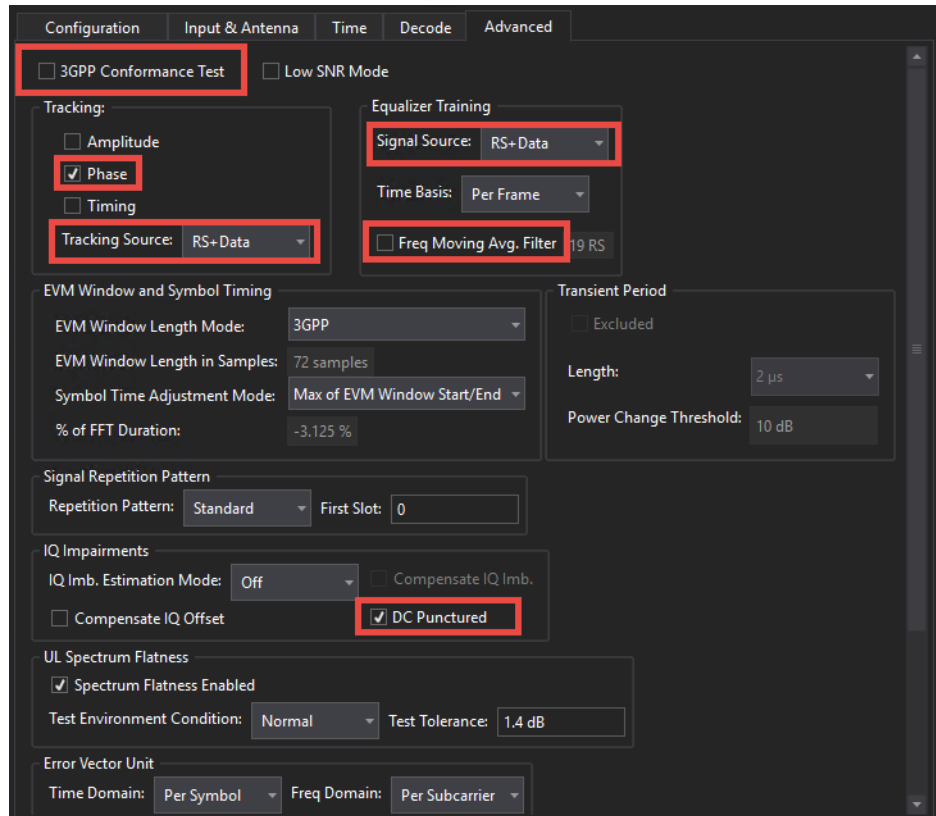 Configuration Input & Antenna Time Decode Advanced
3GPP Conformance Test Low SNR Mode
Tracking:
Amplitude
Phase
Timing
Tracking Source: RS+Data
Equalizer Training
Signal Source: RS+Data
Time Basis: Per Frame
Freq Moving Avg. Filter 19 RS
EVM Window and Symbol Timing
EVM Window Length Mode: 3GPP
EVM Window Length in Samples: 72 samples
Symbol Time Adjustment Mode: Max of EVM Window Start/End
% of FFT Duration: -3.125 %
Transient Period
Excluded
Length: 2 µs
Power Change Threshold: 10 dB
Signal Repetition Pattern
Repetition Pattern: Standard First Slot: 0
IQ Impairments
IQ Imb. Estimation Mode: Off Compensate IQ Imb.
Compensate IQ Offset DC Punctured
UL Spectrum Flatness
Spectrum Flatness Enabled
Test Environment Condition: Normal Test Tolerance: 1.4 dB
Error Vector Unit
Time Domain: Per Symbol Freq Domain: Per Subcarrier